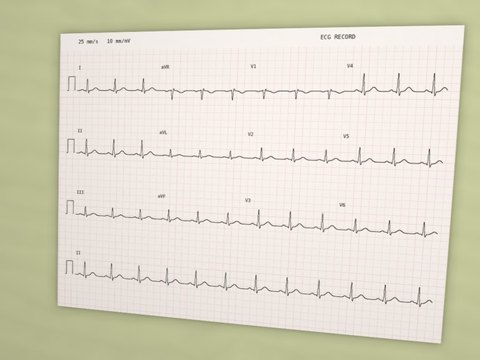 25 mm/s 10 mm/mV ECG RECORD
I aVR V1 V4
II aVL V2 V5
III aVF V3 V6
II